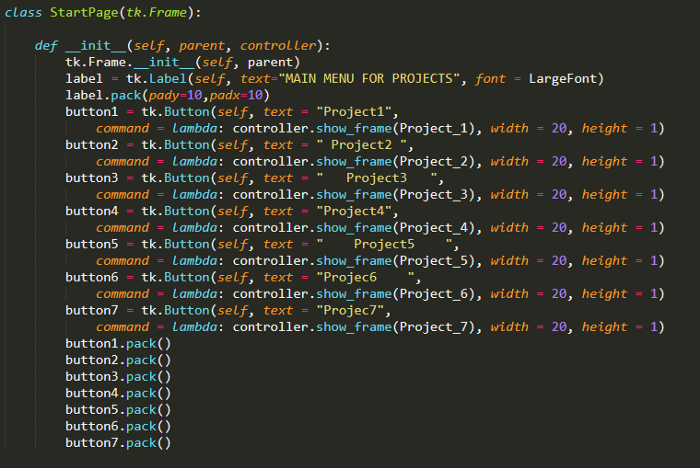 class StartPage(tk.Frame):
def __init__(self, parent, controller):
tk.Frame.__init__(self, parent)
label = tk.Label(self, text="MAIN MENU FOR PROJECTS", font = LargeFont)
label.pack(pady=10,padx=10)
button1 = tk.Button(self, text = "Project1",
command = lambda: controller.show_frame(Project_1), width = 20, height = 1)
button2 = tk.Button(self, text = " Project2 ",
command = lambda: controller.show_frame(Project_2), width = 20, height = 1)
button3 = tk.Button(self, text = "   Project3   ",
command = lambda: controller.show_frame(Project_3), width = 20, height = 1)
button4 = tk.Button(self, text = "Project4",
command = lambda: controller.show_frame(Project_4), width = 20, height = 1)
button5 = tk.Button(self, text = "    Project5    ",
command = lambda: controller.show_frame(Project_5), width = 20, height = 1)
button6 = tk.Button(self, text = "Projec6    ",
command = lambda: controller.show_frame(Project_6), width = 20, height = 1)
button7 = tk.Button(self, text = "Projec7",
command = lambda: controller.show_frame(Project_7), width = 20, height = 1)
button1.pack()
button2.pack()
button3.pack()
button4.pack()
button5.pack()
button6.pack()
button7.pack()